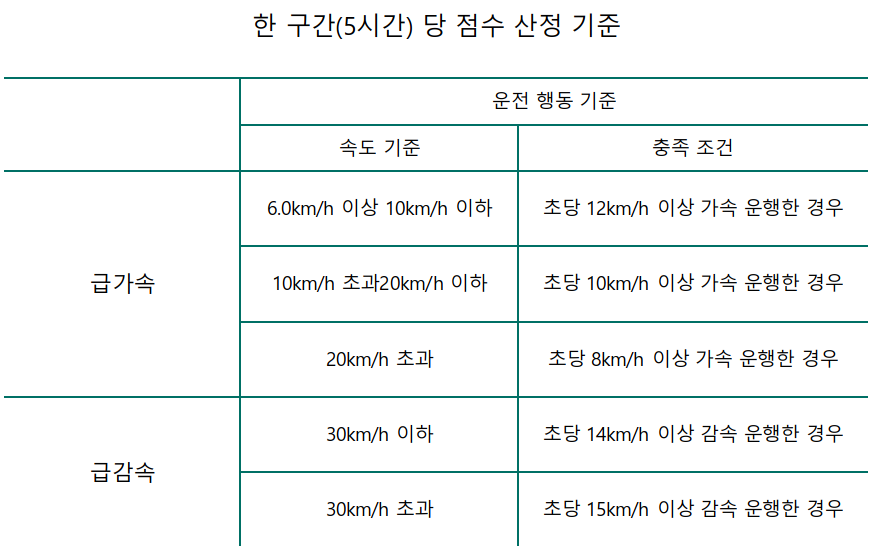 한 구간(5시간) 당 점수 산정 기준
운전 행동 기준
속도 기준
충족 조건
급가속
6.0km/h 이상 10km/h 이하
초당 12km/h 이상 가속 운행한 경우
10km/h 초과20km/h 이하
초당 10km/h 이상 가속 운행한 경우
20km/h 초과
초당 8km/h 이상 가속 운행한 경우
급감속
30km/h 이하
초당 14km/h 이상 감속 운행한 경우
30km/h 초과
초당 15km/h 이상 감속 운행한 경우